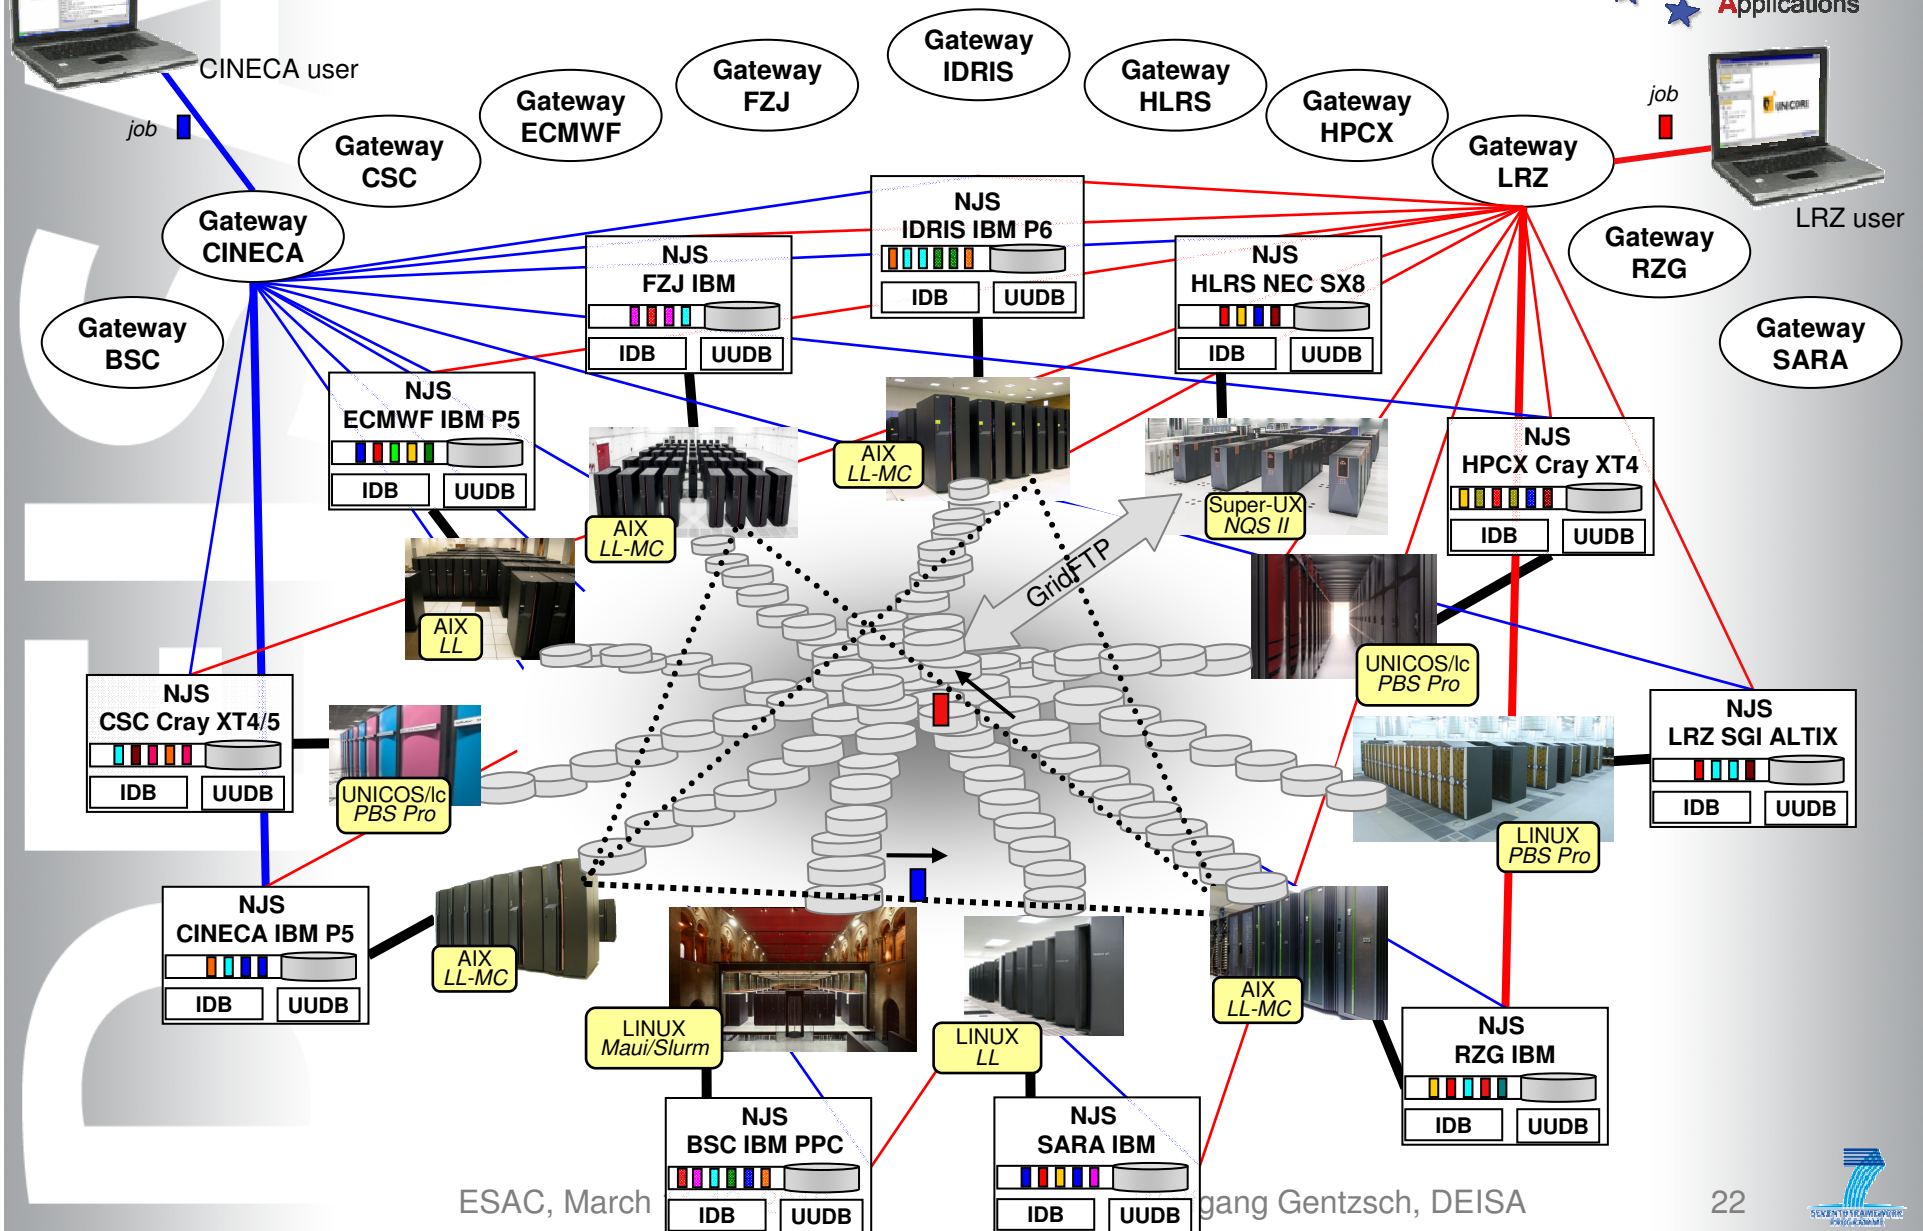 Applications
CINECA user
job
Gateway
CSC
Gateway
ECMWF
Gateway
FZJ
Gateway
IDRIS
Gateway
HLRS
Gateway
HPCX
Gateway
LRZ
job
UNICORE
LRZ user
Gateway
CINECA
Gateway
BSC
Gateway
RZG
Gateway
SARA
NJS
IDRIS IBM P6
IDB UUDB
NJS
FZJ IBM
IDB UUDB
NJS
HLRS NEC SX8
IDB UUDB
NJS
ECMWF IBM P5
IDB UUDB
NJS
HPCX Cray XT4
IDB UUDB
AIX
LL-MC
AIX
LL-MC
Super-UX
NQS II
GridFTP
AIX
LL
UNICOS/lc
PBS Pro
NJS
CSC Cray XT4/5
IDB UUDB
UNICOS/lc
PBS Pro
NJS
LRZ SGI ALTIX
IDB UUDB
LINUX
PBS Pro
NJS
CINECA IBM P5
IDB UUDB
AIX
LL-MC
LINUX
Maui/Slurm
LINUX
LL
AIX
LL-MC
NJS
RZG IBM
IDB UUDB
NJS
BSC IBM PPC
IDB UUDB
NJS
SARA IBM
IDB UUDB
ESAC, March
gang Gentzsch, DEISA
22
SEVENTH FRAMEWORK
PROGRAMME
DEISA